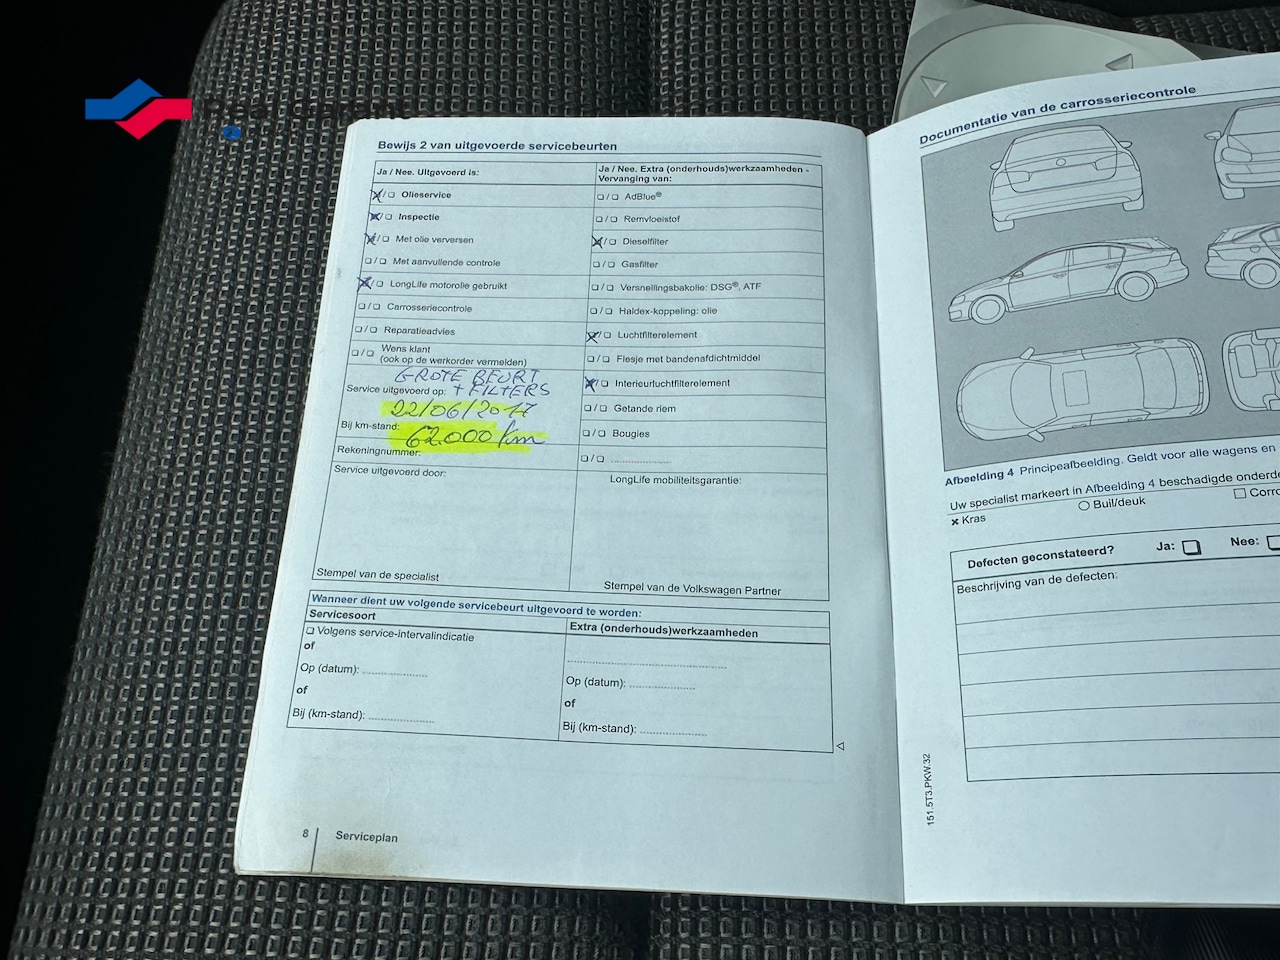 Bewijs 2 van uitgevoerde servicebeurten
Ja / Nee. Uitgevoerd is:
☒/☐ Olieservice
☒/☐ Inspectie
☒/☐ Met olie verversen
☐/☐ Met aanvullende controle
☒/☐ LongLife motorolie gebruikt
☐/☐ Carrosseriecontrole
☐/☐ Reparatieadvies
☐/☐ Wens klant
(ook op de werkorder vermelden)
GROTE BEURT
Service uitgevoerd op: + FILTERS
22/06/2017
Bij km-stand: 62.000 km
Rekeningnummer:
Service uitgevoerd door:
Stempel van de specialist
Ja / Nee. Extra (onderhouds)werkzaamheden -
Vervanging van:
☐/☐ AdBlue®
☐/☐ Remvloeistof
☒/☐ Dieselfilter
☐/☐ Gasfilter
☐/☐ Versnellingsbakolie: DSG®, ATF
☐/☐ Haldex-koppeling: olie
☒/☐ Luchtfilterelement
☐/☐ Flesje met bandenafdichtmiddel
☒/☐ Interieurluchtfilterelement
☐/☐ Getande riem
☐/☐ Bougies
☐/☐ ....................
LongLife mobiliteitsgarantie:
Stempel van de Volkswagen Partner
Wanneer dient uw volgende servicebeurt uitgevoerd te worden:
Servicesoort
☐ Volgens service-intervalindicatie
of
Op (datum): ....................
of
Bij (km-stand): ....................
Extra (onderhouds)werkzaamheden
..................................................
Op (datum): ....................
of
Bij (km-stand): ....................
8 Serviceplan
Documentatie van de carrosseriecontrole
Afbeelding 4 Principeafbeelding. Geldt voor alle wagens en
Uw specialist markeert in Afbeelding 4 beschadigde onderde
× Kras ○ Buil/deuk ☐ Corro
Defecten geconstateerd? Ja: ☐ Nee: ☐
Beschrijving van de defecten:
151.5T3.PKW.32